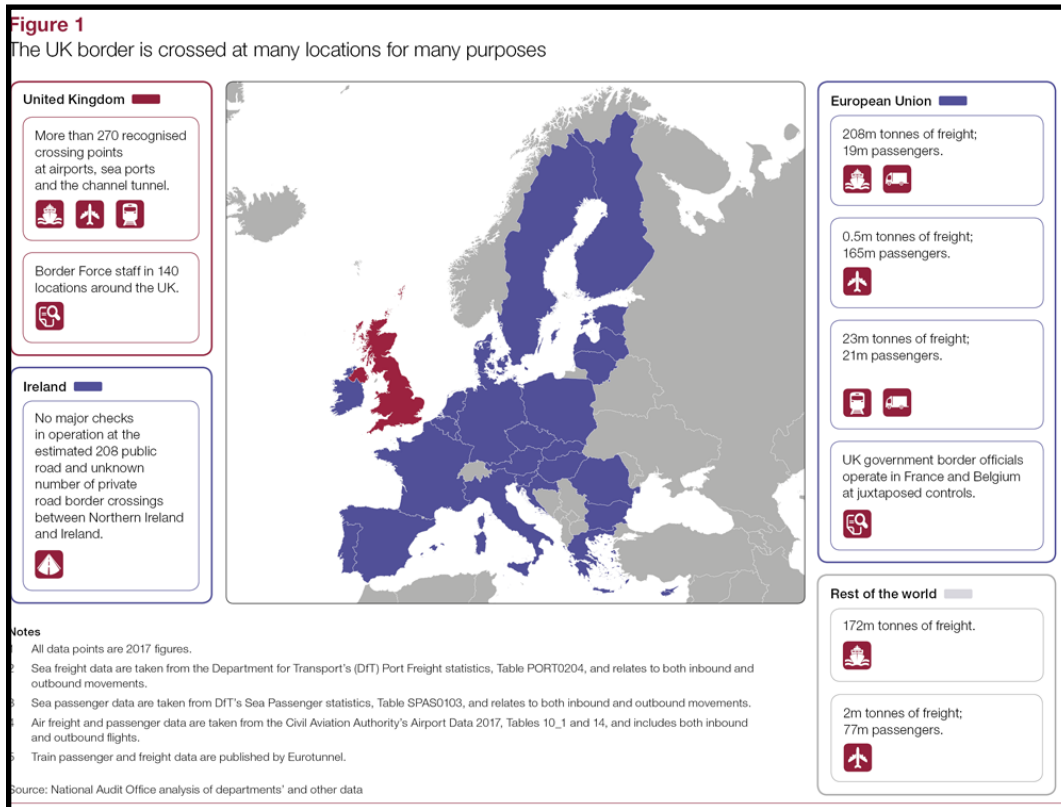 Figure 1
The UK border is crossed at many locations for many purposes
United Kingdom
More than 270 recognised
crossing points
at airports, sea ports
and the channel tunnel.
Border Force staff in 140
locations around the UK.
Ireland
No major checks
in operation at the
estimated 208 public
road and unknown
number of private
road border crossings
between Northern Ireland
and Ireland.
European Union
208m tonnes of freight;
19m passengers.
0.5m tonnes of freight;
165m passengers.
23m tonnes of freight;
21m passengers.
UK government border officials
operate in France and Belgium
at juxtaposed controls.
Rest of the world
172m tonnes of freight.
2m tonnes of freight;
77m passengers.
Notes
1 All data points are 2017 figures.
2 Sea freight data are taken from the Department for Transport's (DfT) Port Freight statistics, Table PORT0204, and relates to both inbound and
outbound movements.
3 Sea passenger data are taken from DfT's Sea Passenger statistics, Table SPAS0103, and relates to both inbound and outbound movements.
4 Air freight and passenger data are taken from the Civil Aviation Authority's Airport Data 2017, Tables 10_1 and 14, and includes both inbound
and outbound flights.
5 Train passenger and freight data are published by Eurotunnel.
Source: National Audit Office analysis of departments' and other data